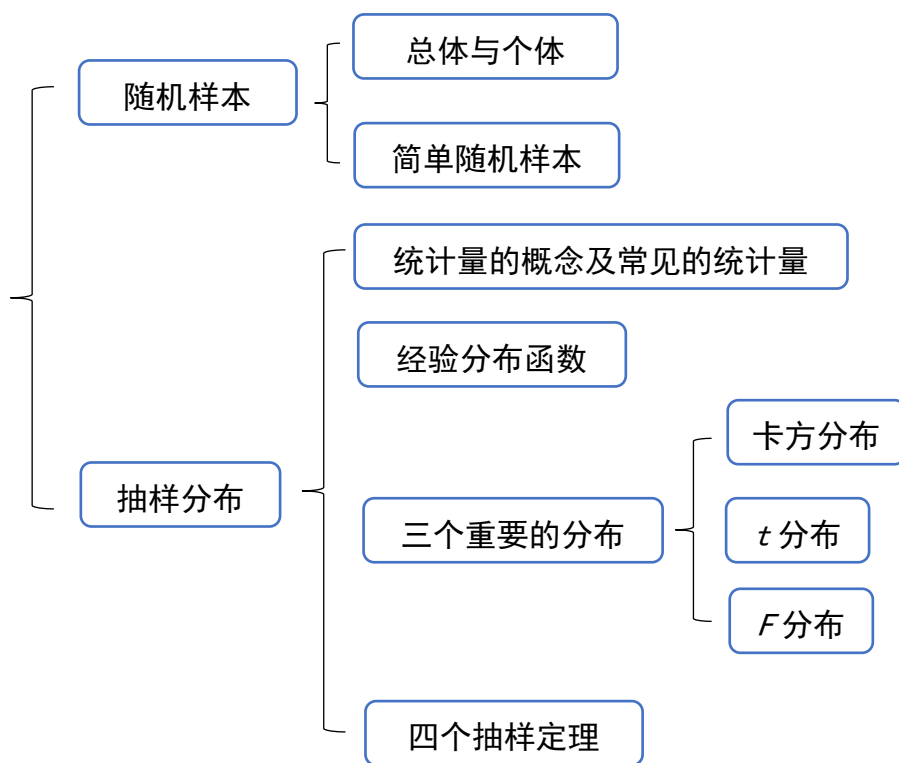 随机样本
总体与个体
简单随机样本
抽样分布
统计量的概念及常见的统计量
经验分布函数
三个重要的分布
卡方分布
t 分布
F 分布
四个抽样定理